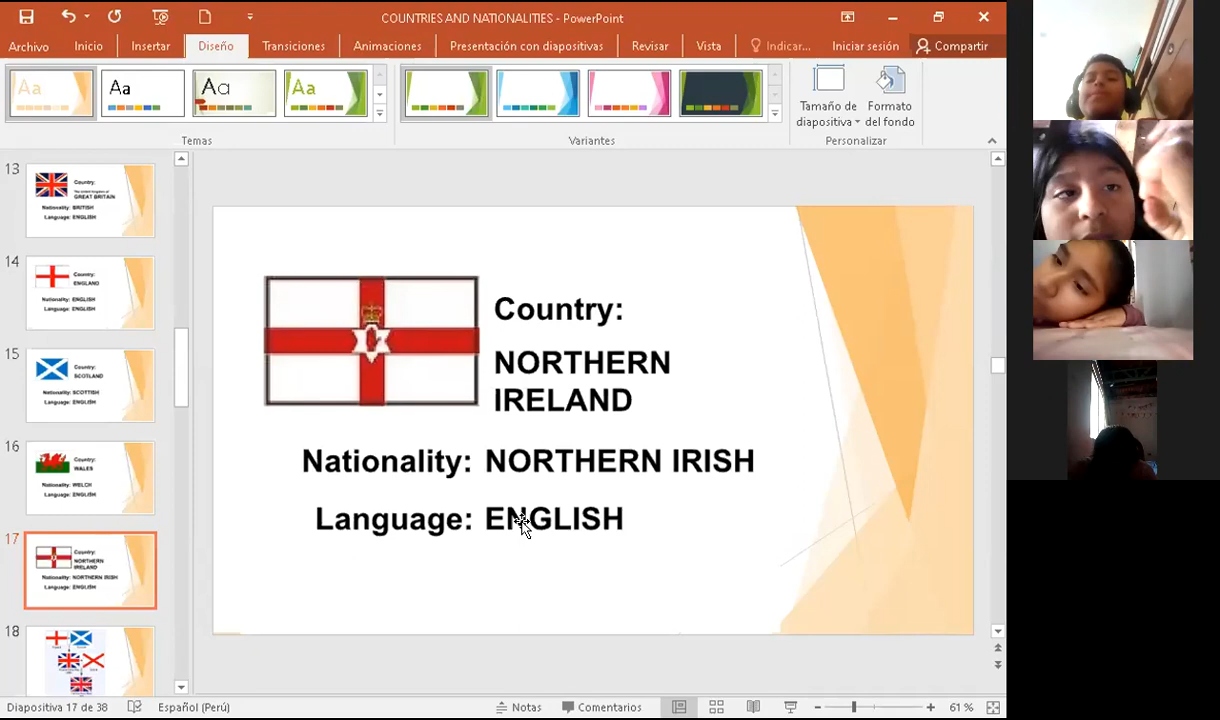 COUNTRIES AND NATIONALITIES - PowerPoint
Archivo Inicio Insertar Diseño Transiciones Animaciones Presentación con diapositivas Revisar Vista Indicar... Iniciar sesión Compartir
Aa Aa Aa Aa
Tamaño de diapositiva
Formato del fondo
Temas Variantes Personalizar
13
Country:
The United Kingdom of
GREAT BRITAIN
Nationality: BRITISH
Language: ENGLISH
14
Country:
ENGLAND
Nationality: ENGLISH
Language: ENGLISH
15
Country:
SCOTLAND
Nationality: SCOTTISH
Language: ENGLISH
16
Country:
WALES
Nationality: WELCH
Language: ENGLISH
17
Country:
NORTHERN
IRELAND
Nationality: NORTHERN IRISH
Language: ENGLISH
18
Country:
NORTHERN
IRELAND
Nationality: NORTHERN IRISH
Language: ENGLISH
Diapositiva 17 de 38 Español (Perú) Notas Comentarios 61 %